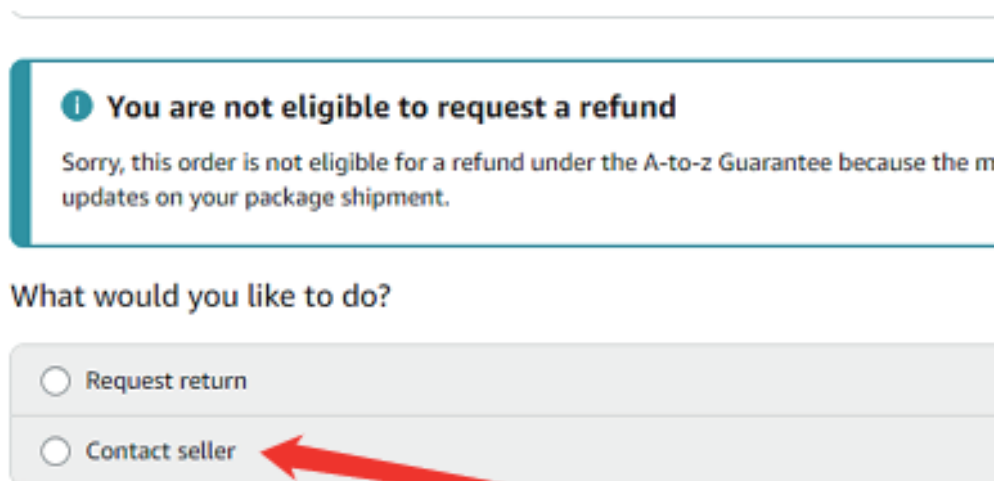 You are not eligible to request a refund
Sorry, this order is not eligible for a refund under the A-to-z Guarantee because the
updates on your package shipment.
What would you like to do?
Request return
Contact seller